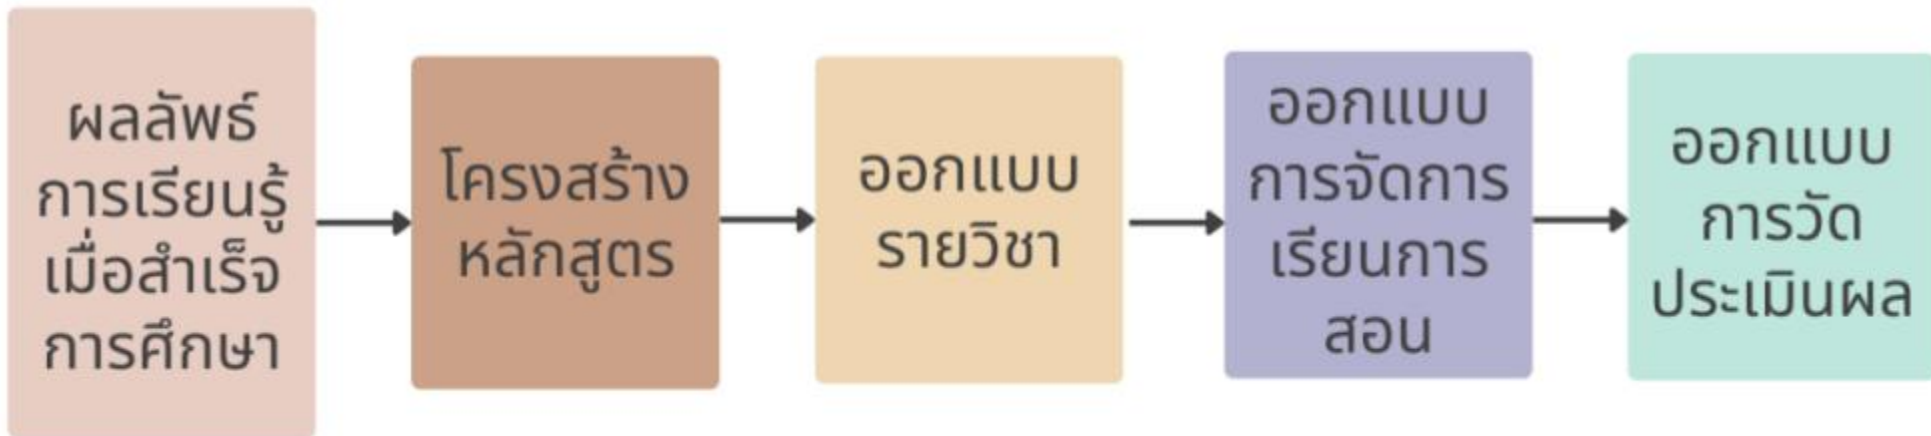 ผลลัพธ์
การเรียนรู้
เมื่อสำเร็จ
การศึกษา
โครงสร้าง
หลักสูตร
ออกแบบ
รายวิชา
ออกแบบ
การจัดการ
เรียนการ
สอน
ออกแบบ
การวัด
ประเมินผล